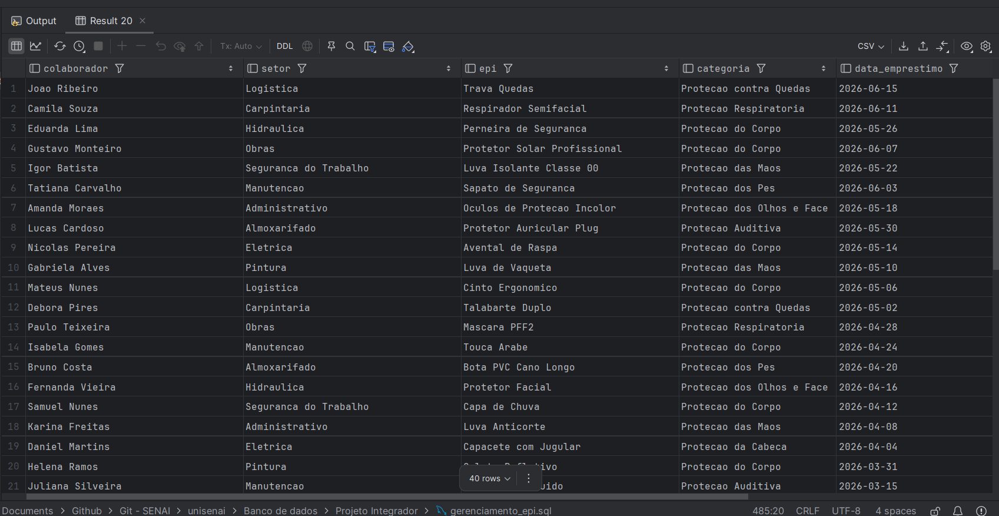 Output Result 20
Tx: Auto DDL CSV
colaborador setor epi categoria data_emprestimo
1 Joao Ribeiro Logistica Trava Quedas Protecao contra Quedas 2026-06-15
2 Camila Souza Carpintaria Respirador Semifacial Protecao Respiratoria 2026-06-11
3 Eduarda Lima Hidraulica Perneira de Seguranca Protecao do Corpo 2026-05-26
4 Gustavo Monteiro Obras Protetor Solar Profissional Protecao do Corpo 2026-06-07
5 Igor Batista Seguranca do Trabalho Luva Isolante Classe 00 Protecao das Maos 2026-05-22
6 Tatiana Carvalho Manutencao Sapato de Seguranca Protecao dos Pes 2026-06-03
7 Amanda Moraes Administrativo Oculos de Protecao Incolor Protecao dos Olhos e Face 2026-05-18
8 Lucas Cardoso Almoxarifado Protetor Auricular Plug Protecao Auditiva 2026-05-30
9 Nicolas Pereira Eletrica Avental de Raspa Protecao do Corpo 2026-05-14
10 Gabriela Alves Pintura Luva de Vaqueta Protecao das Maos 2026-05-10
11 Mateus Nunes Logistica Cinto Ergonomico Protecao do Corpo 2026-05-06
12 Debora Pires Carpintaria Talabarte Duplo Protecao contra Quedas 2026-05-02
13 Paulo Teixeira Obras Mascara PFF2 Protecao Respiratoria 2026-04-28
14 Isabela Gomes Manutencao Touca Arabe Protecao do Corpo 2026-04-24
15 Bruno Costa Almoxarifado Bota PVC Cano Longo Protecao dos Pes 2026-04-20
16 Fernanda Vieira Hidraulica Protetor Facial Protecao dos Olhos e Face 2026-04-16
17 Samuel Nunes Seguranca do Trabalho Capa de Chuva Protecao do Corpo 2026-04-12
18 Karina Freitas Administrativo Luva Anticorte Protecao das Maos 2026-04-08
19 Daniel Martins Eletrica Capacete com Jugular Protecao da Cabeca 2026-04-04
20 Helena Ramos Pintura Protecao do Corpo 2026-03-31
40 rows
21 Juliana Silveira Manutencao Protecao Auditiva 2026-03-15
Documents > Github > Git - SENAI > unisenai > Banco de dados > Projeto Integrador > gerenciamento_epi.sql 485:20 CRLF UTF-8 4 spaces